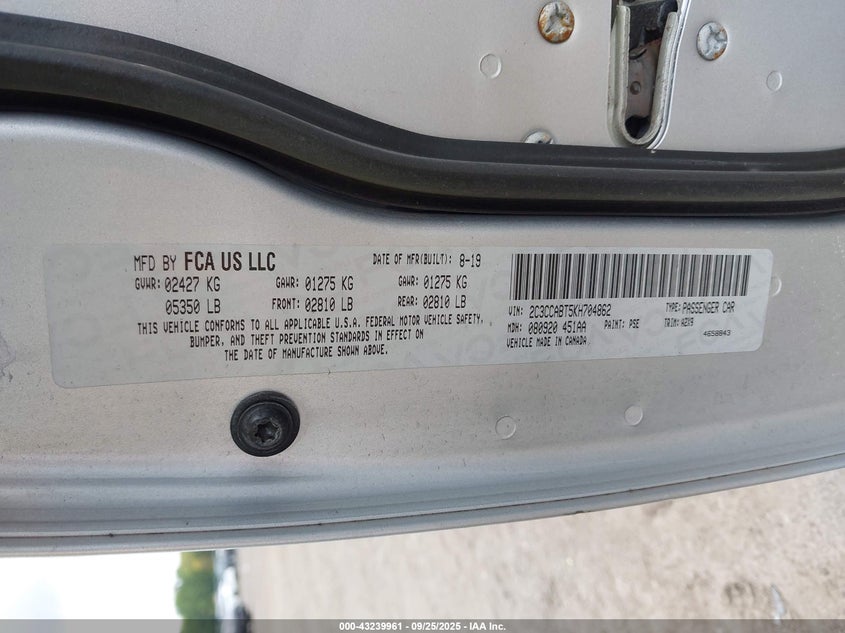 MFD BY FCA US LLC DATE OF MFR(BUILT): 8-19
GVWR: 02427 KG GAWR: 01275 KG GAWR: 01275 KG
05350 LB FRONT: 02810 LB REAR: 02810 LB
THIS VEHICLE CONFORMS TO ALL APPLICABLE U.S.A. FEDERAL MOTOR VEHICLE SAFETY,
BUMPER, AND THEFT PREVENTION STANDARDS IN EFFECT ON
THE DATE OF MANUFACTURE SHOWN ABOVE.
VIN: 2C3CCABT5KH704862 TYPE: PASSENGER CAR
MDH: 080920 451AA PAINT: PSE TRIM: AZX9
VEHICLE MADE IN CANADA 4658843
000-43239961 - 09/25/2025 - IAA Inc.